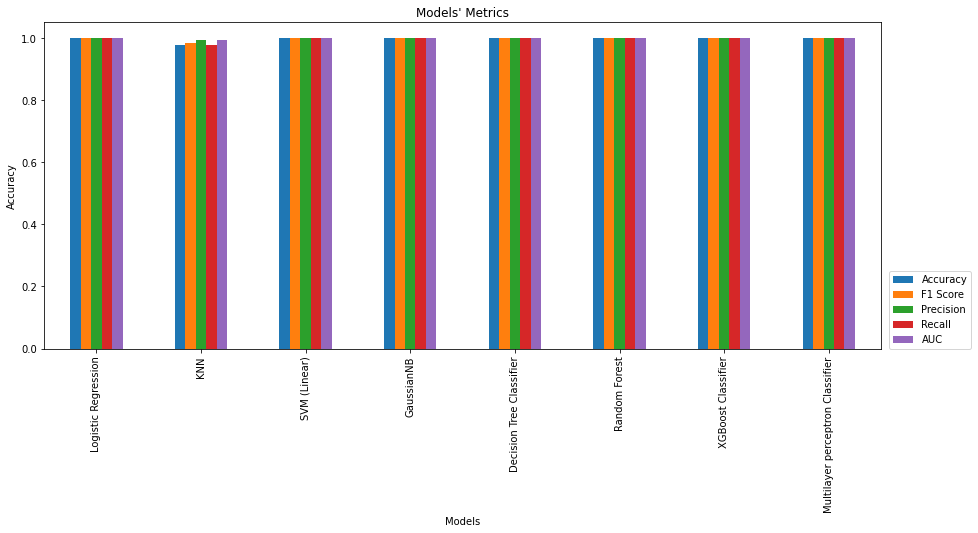 Models' Metrics
Accuracy
1.0
0.8
0.6
0.4
0.2
0.0
Logistic Regression
KNN
SVM (Linear)
GaussianNB
Decision Tree Classifier
Random Forest
XGBoost Classifier
Multilayer perceptron Classifier
Models
Accuracy
F1 Score
Precision
Recall
AUC